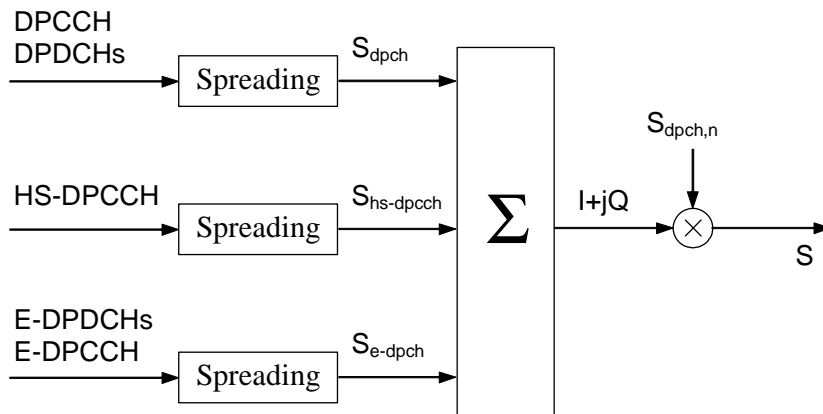 DPCCH
DPDCHs
Spreading
S_dpch
S_dpch,n
HS-DPCCH
Spreading
S_hs-dpcch
Σ
I+jQ
×
S
E-DPDCHs
E-DPCCH
Spreading
S_e-dpch